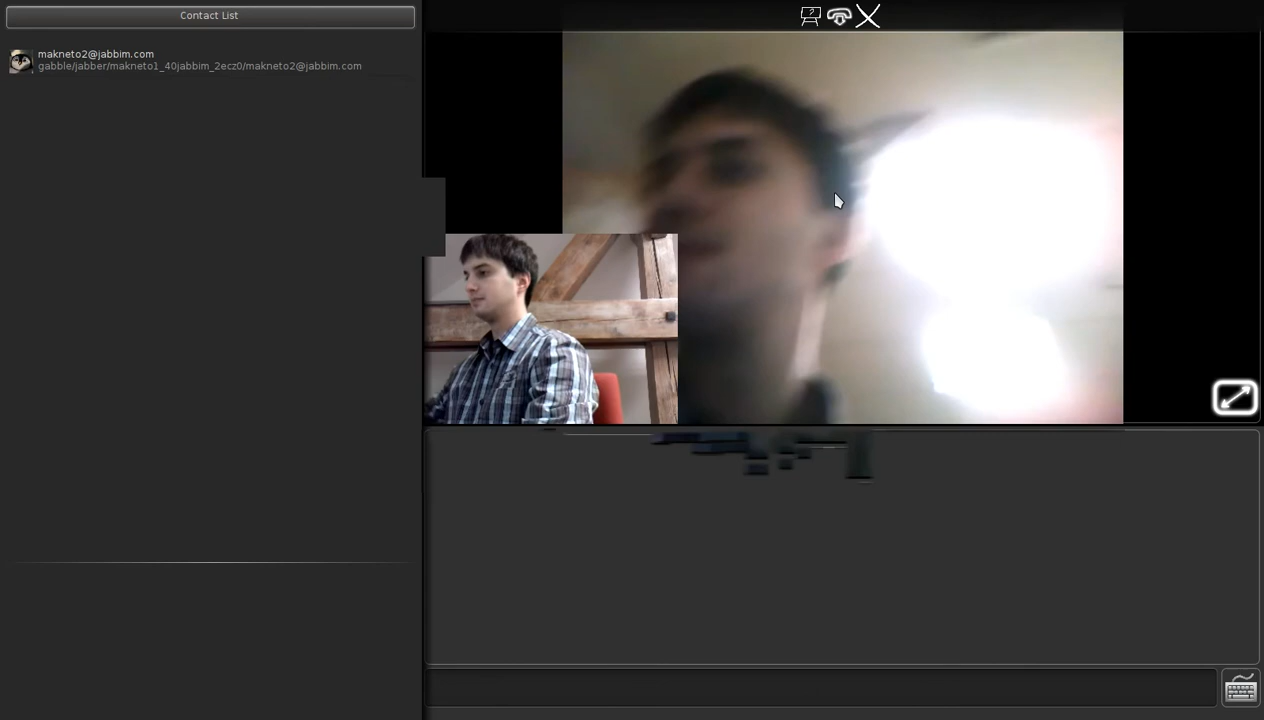 Contact List
makneto2@jabbim.com
gabble/jabber/makneto1_40jabbim_2ecz0/makneto2@jabbim.com
?